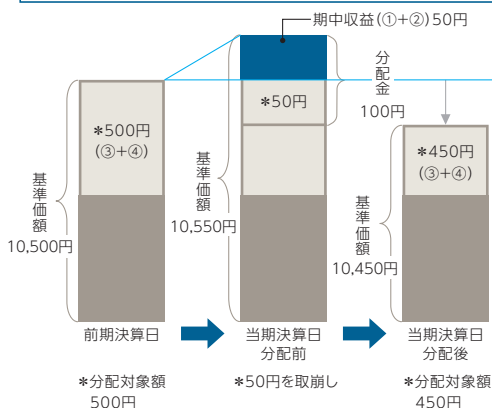 期中収益(①+②)50円
分配金
100円
*50円
*500円
(③+④)
*450円
(③+④)
基準価額
10,500円
基準価額
10,550円
基準価額
10,450円
前期決算日
当期決算日
分配前
当期決算日
分配後
*分配対象額
500円
*50円を取崩し
*分配対象額
450円